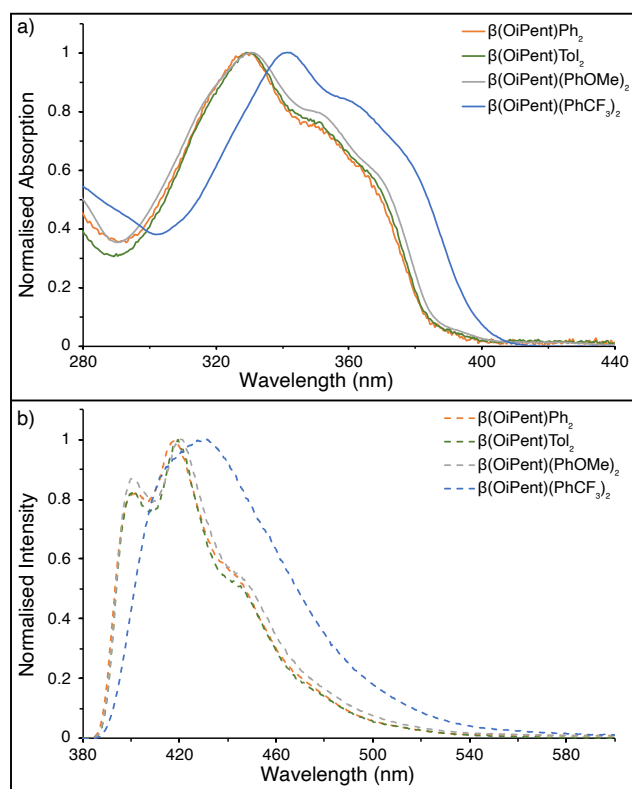 a)
β(OiPent)Ph₂
β(OiPent)Tol₂
β(OiPent)(PhOMe)₂
β(OiPent)(PhCF₃)₂
Normalised Absorption
1
0.8
0.6
0.4
0.2
0
280 320 360 400 440
Wavelength (nm)
b)
β(OiPent)Ph₂
β(OiPent)Tol₂
β(OiPent)(PhOMe)₂
β(OiPent)(PhCF₃)₂
Normalised Intensity
1
0.8
0.6
0.4
0.2
0
380 420 460 500 540 580
Wavelength (nm)